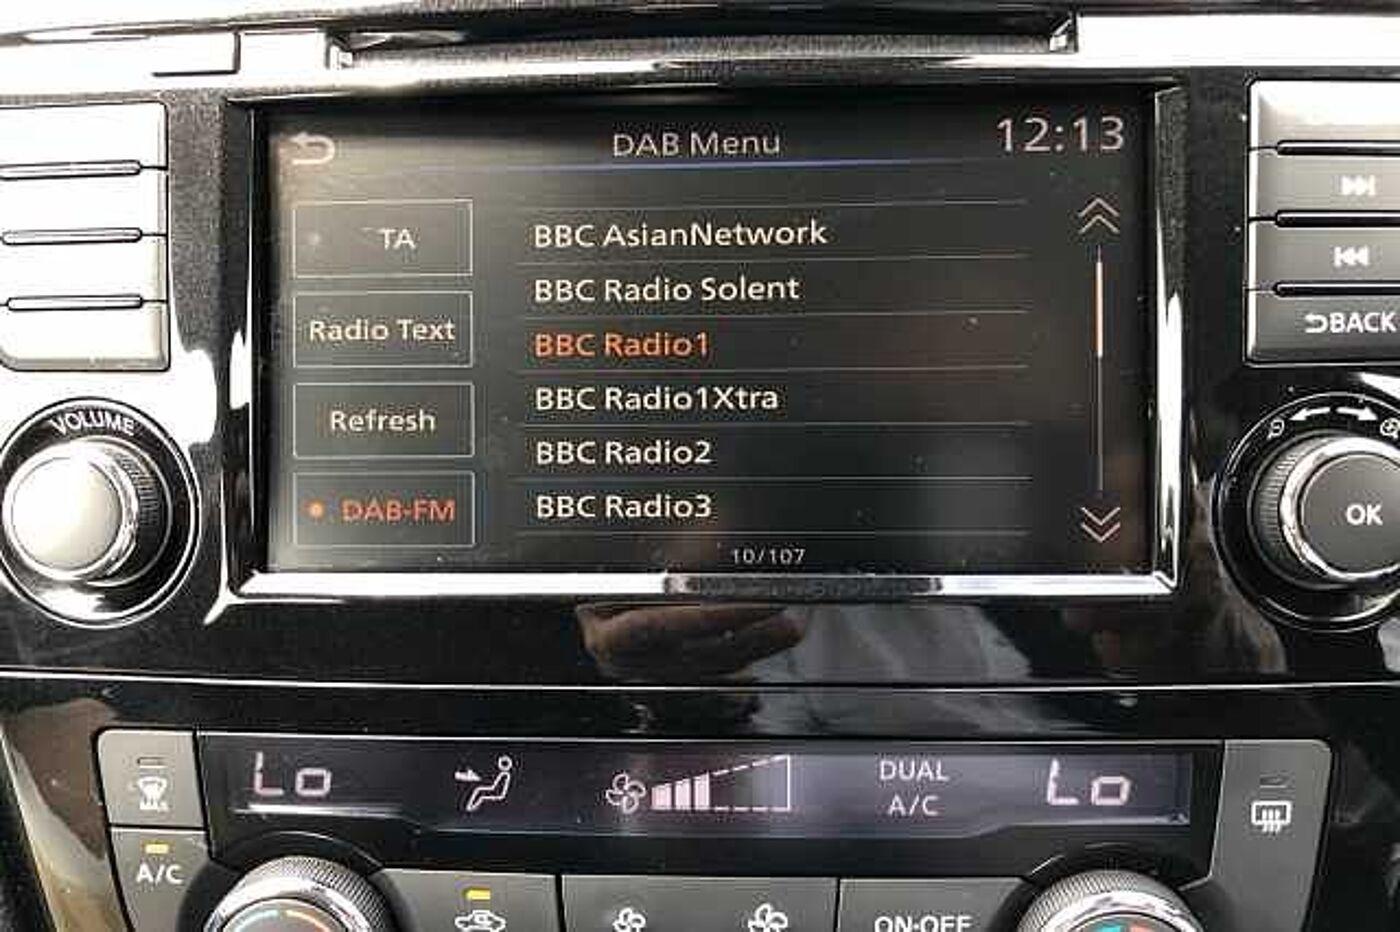 DAB Menu
12:13
TA
Radio Text
Refresh
DAB-FM
BBC AsianNetwork
BBC Radio Solent
BBC Radio1
BBC Radio1Xtra
BBC Radio2
BBC Radio3
10/107
VOLUME
BACK
OK
Lo
DUAL
A/C
Lo
MAX
A/C
ON·OFF